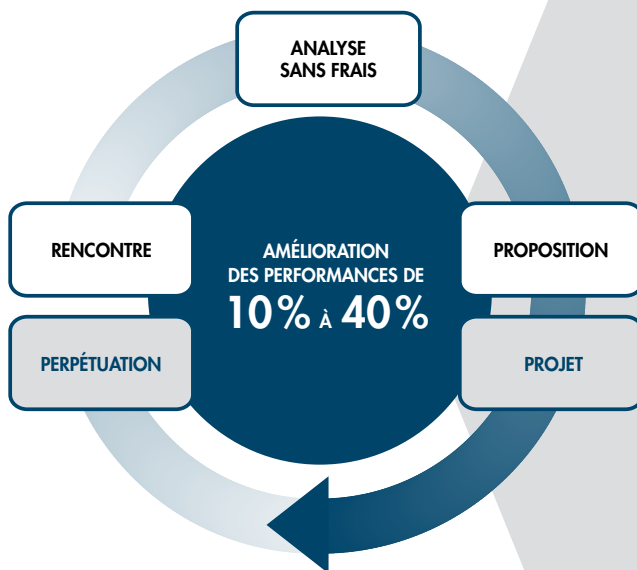 ANALYSE
SANS FRAIS
RENCONTRE
AMÉLIORATION
DES PERFORMANCES DE
10% À 40%
PROPOSITION
PERPÉTUATION
PROJET